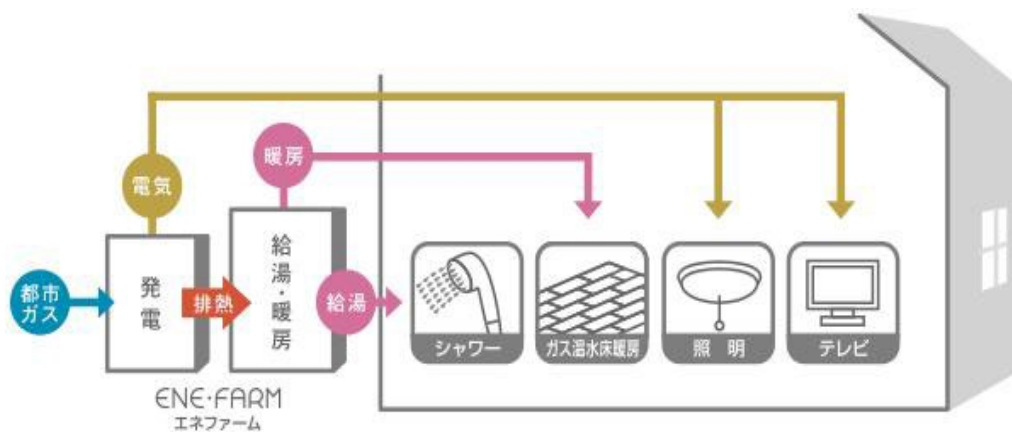 電気
暖房
都市
ガス
発電
排熱
給湯・暖房
給湯
シャワー
ガス温水床暖房
照 明
テレビ
ENE・FARM
エネファーム